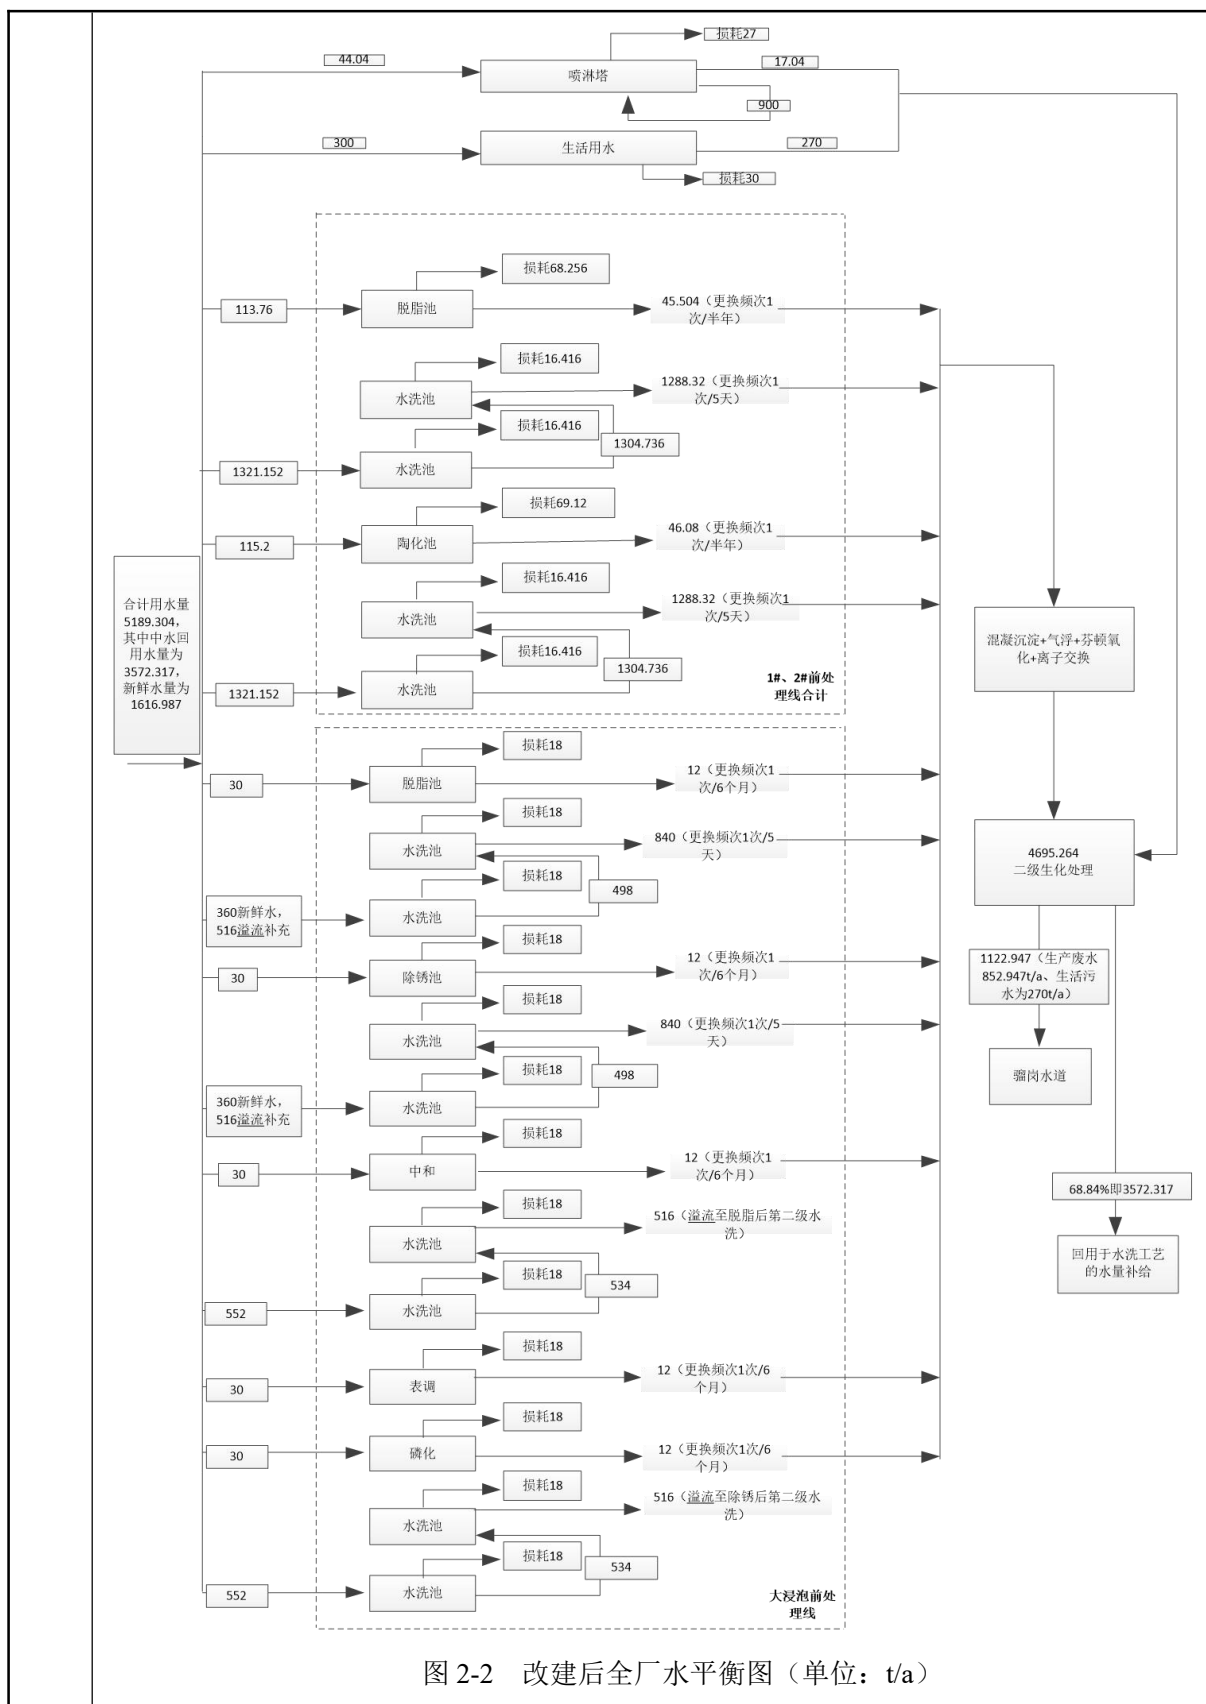 损耗27
44.04
17.04
喷淋塔
900
300
生活用水
270
损耗30
损耗68.256
113.76
脱脂池
45.504（更换频次1
次/半年）
损耗16.416
水洗池
1288.32（更换频次1
次/5天）
损耗16.416
1304.736
1321.152
水洗池
损耗69.12
115.2
陶化池
46.08（更换频次1
次/半年）
损耗16.416
水洗池
1288.32（更换频次1
次/5天）
损耗16.416
1304.736
1321.152
水洗池
1#、2#前处
理线合计
合计用水量
5189.304，
其中中水回
用水量为
3572.317，
新鲜水量为
1616.987
混凝沉淀+气浮+芬顿氧
化+离子交换
损耗18
30
脱脂池
12（更换频次1
次/6个月）
损耗18
水洗池
840（更换频次1次/5
天）
损耗18
498
360新鲜水，
516溢流补充
水洗池
4695.264
二级生化处理
损耗18
30
除锈池
12（更换频次1
次/6个月）
损耗18
水洗池
840（更换频次1次/5
天）
损耗18
498
360新鲜水，
516溢流补充
水洗池
1122.947（生产废水
852.947t/a、生活污
水为270t/a）
骝岗水道
损耗18
30
中和
12（更换频次1
次/6个月）
损耗18
水洗池
516（溢流至脱脂后第二级水
洗）
损耗18
534
552
水洗池
68.84%即3572.317
回用于水洗工艺
的水量补给
损耗18
30
表调
12（更换频次1次/6
个月）
损耗18
30
磷化
12（更换频次1次/6
个月）
损耗18
水洗池
516（溢流至除锈后第二级水
洗）
损耗18
534
552
水洗池
大浸泡前处
理线
图 2-2 改建后全厂水平衡图（单位：t/a）